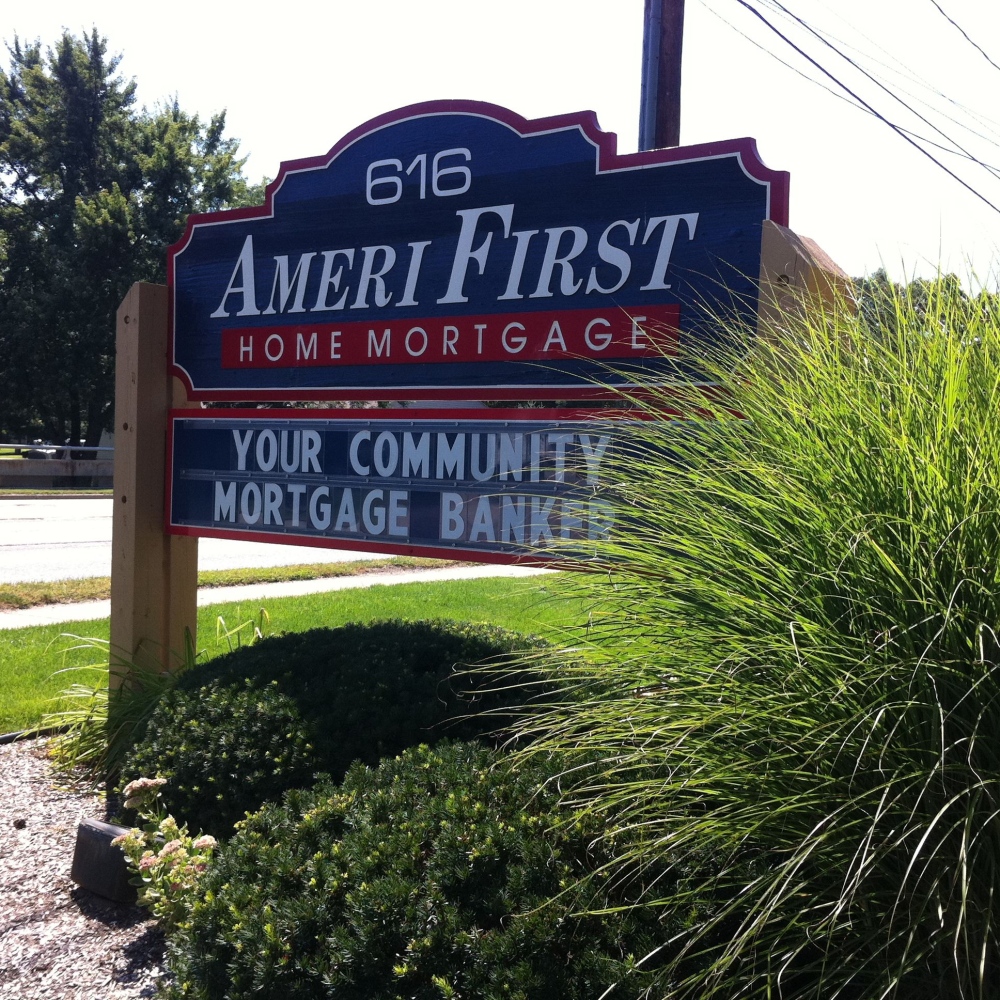 616
AMERI FIRST
HOME MORTGAGE
YOUR COMMUNITY
MORTGAGE BANKER